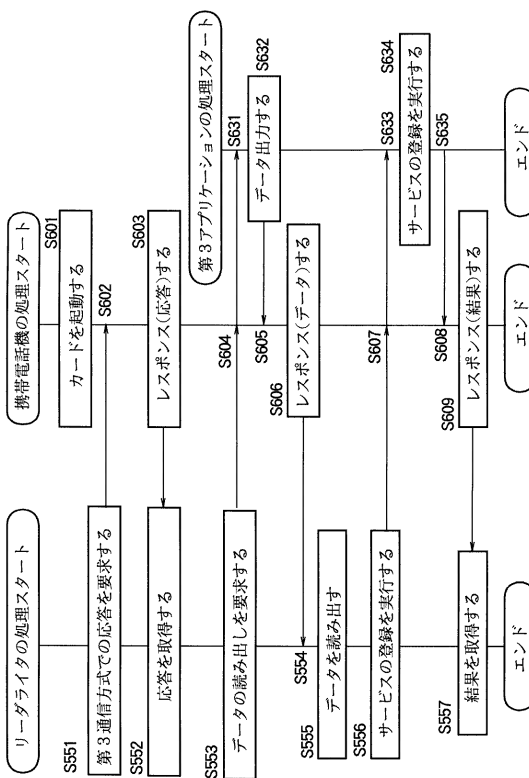 リーダライタの処理スタート
S551
第3通信方式での応答を要求する
S552
応答を取得する
S553
データの読み出しを要求する
S554
S555
データを読み出す
S556
サービスの登録を実行する
S557
結果を取得する
エンド
携帯電話機の処理スタート
S601
カードを起動する
S602
S603
レスポンス(応答)する
S604
S605
S606
レスポンス(データ)する
S607
S608
S609
レスポンス(結果)する
エンド
第3アプリケーションの処理スタート
S631
S632
データ出力する
S633
S634
サービスの登録を実行する
S635
エンド